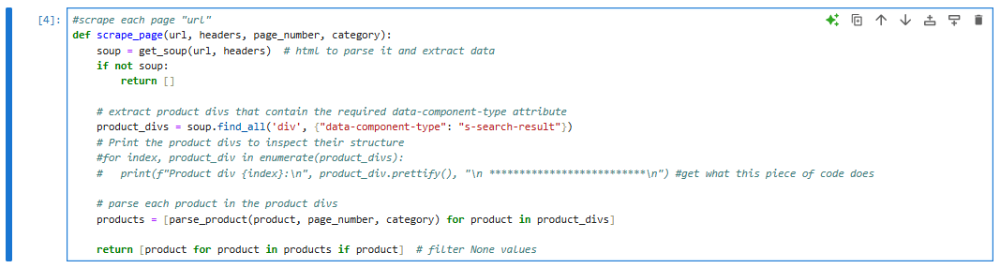 [4]: #scrape each page "url"
def scrape_page(url, headers, page_number, category):
    soup = get_soup(url, headers)  # html to parse it and extract data
    if not soup:
        return []

    # extract product divs that contain the required data-component-type attribute
    product_divs = soup.find_all('div', {"data-component-type": "s-search-result"})
    # Print the product divs to inspect their structure
    #for index, product_div in enumerate(product_divs):
    #   print(f"Product div {index}:\n", product_div.prettify(), "\n **************************\n") #get what this piece of code does

    # parse each product in the product divs
    products = [parse_product(product, page_number, category) for product in product_divs]

    return [product for product in products if product]  # filter None values